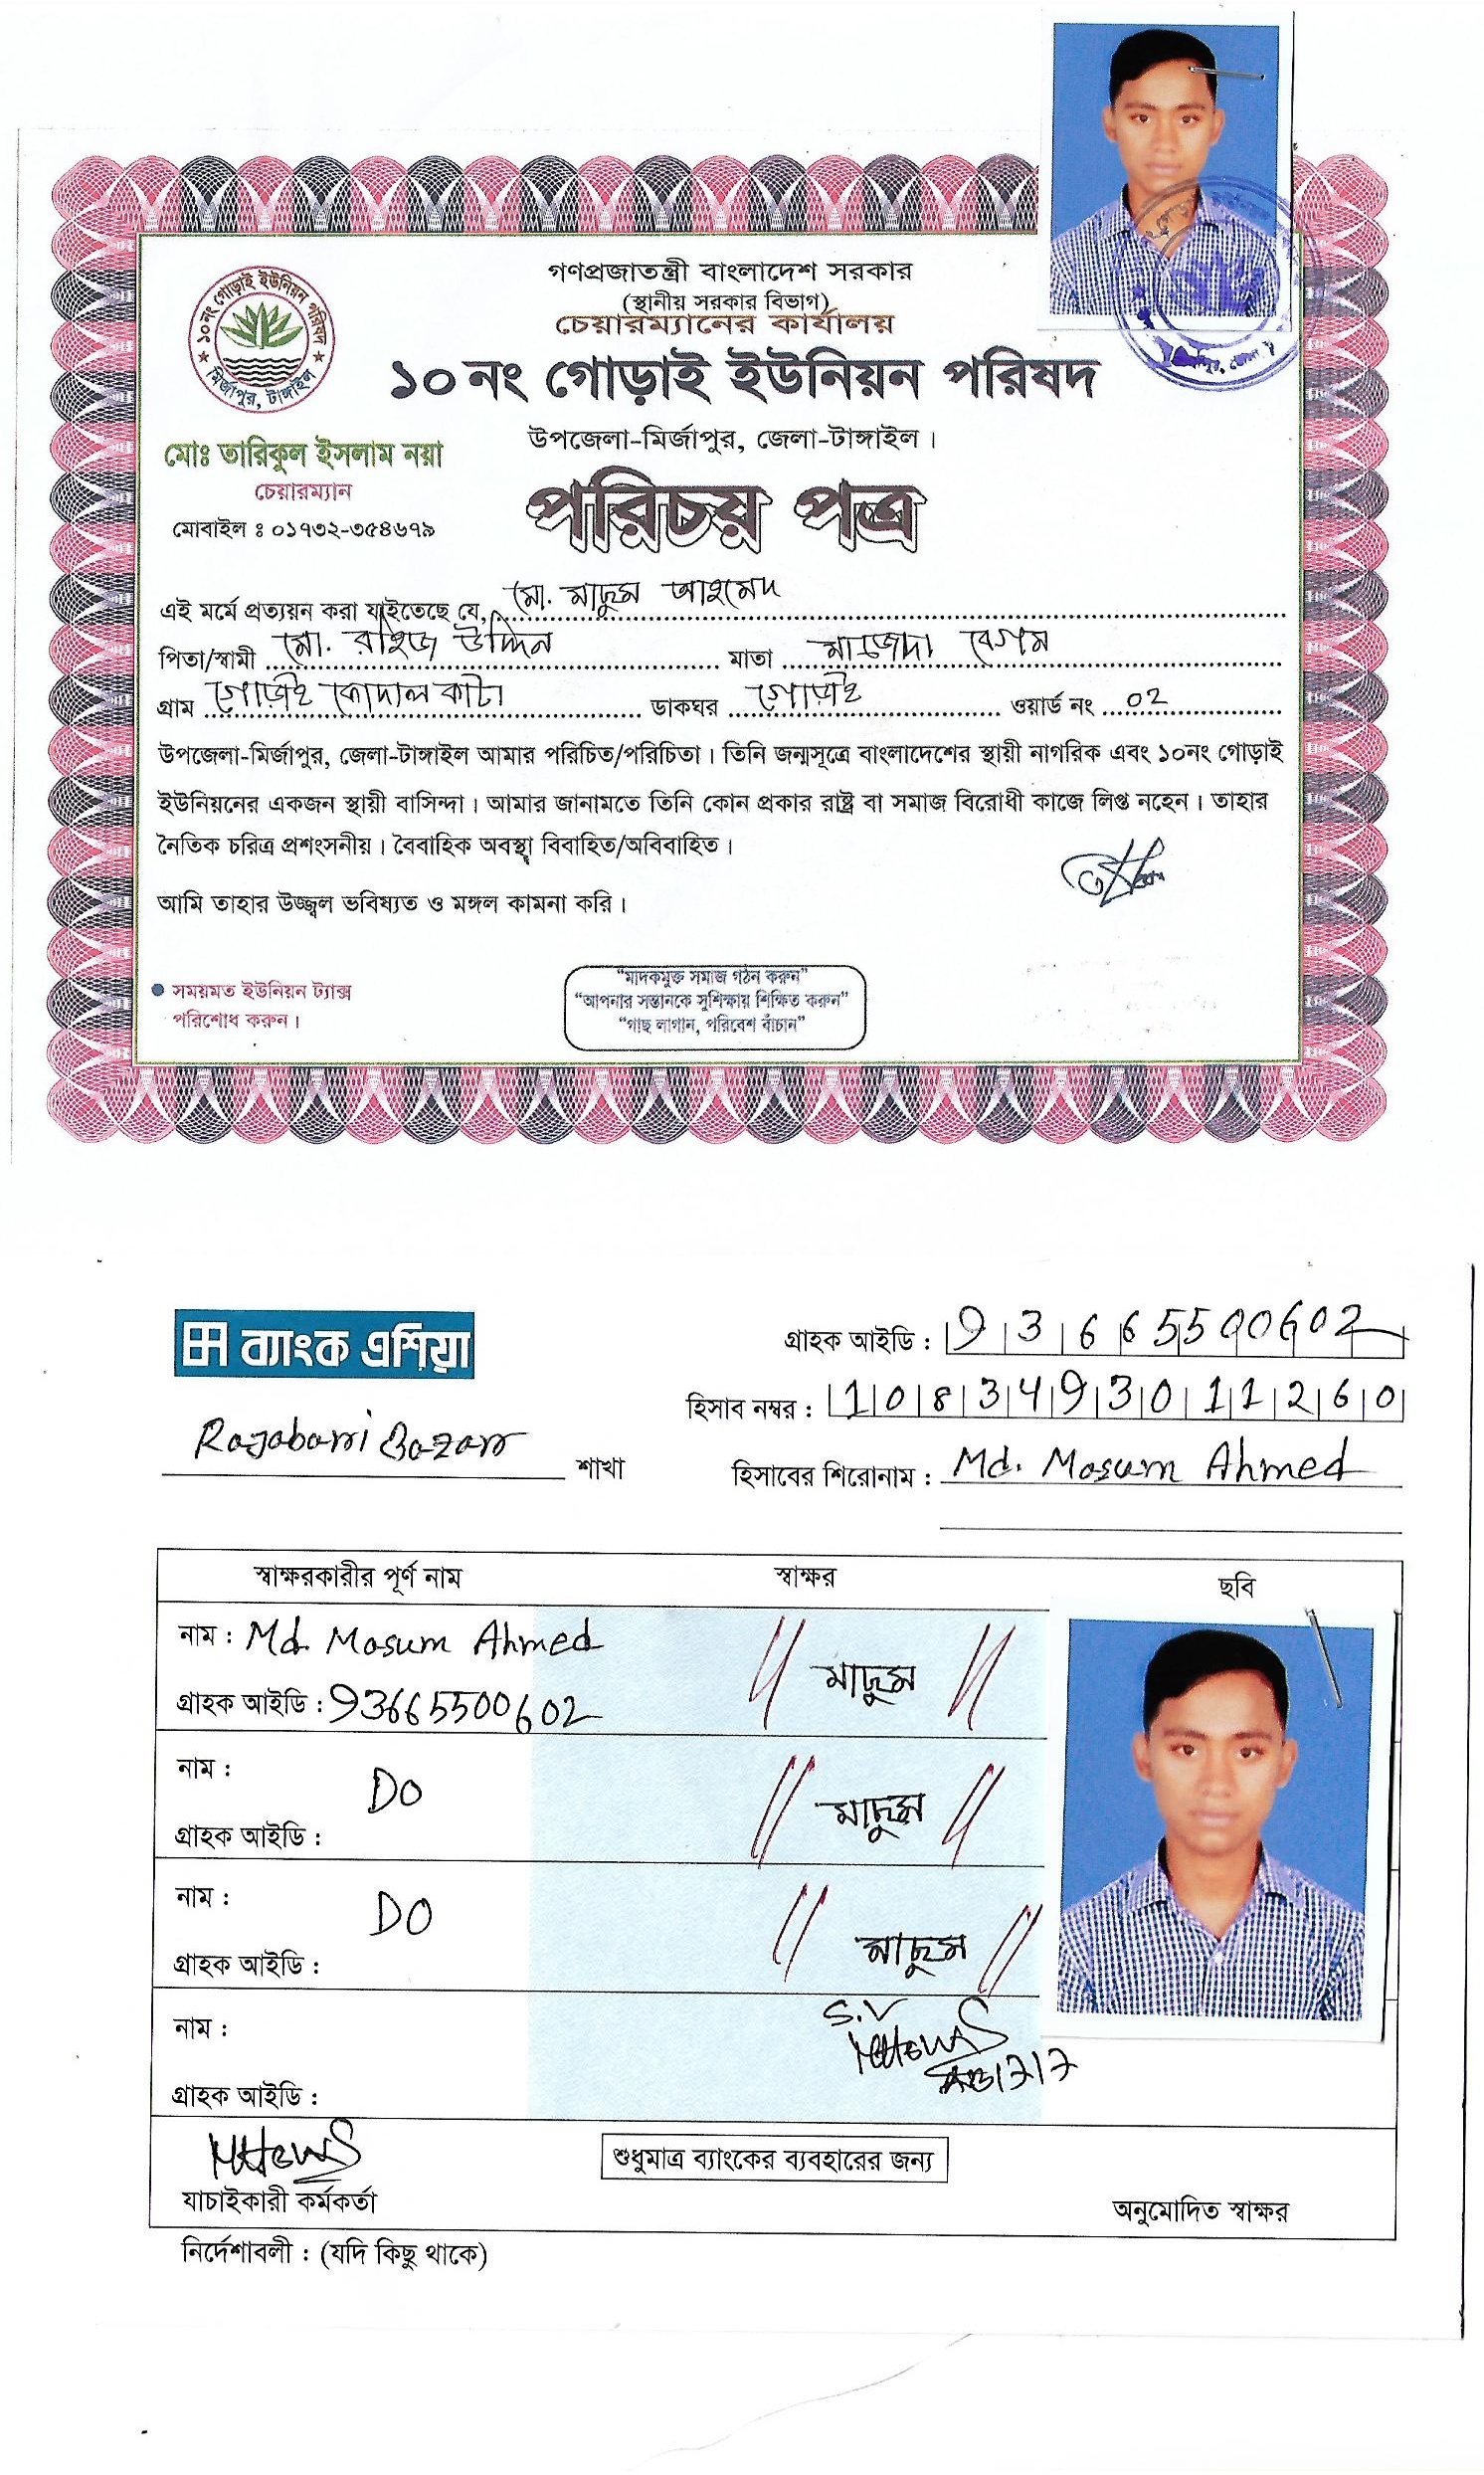 গণপ্রজাতন্ত্রী বাংলাদেশ সরকার
(স্থানীয় সরকার বিভাগ)
চেয়ারম্যানের কার্যালয়
১০নং গোড়াই ইউনিয়ন পরিষদ
১০নং গোড়াই ইউনিয়ন পরিষদ
মির্জাপুর, টাঙ্গাইল
উপজেলা-মির্জাপুর, জেলা-টাঙ্গাইল।
মোঃ তারিকুল ইসলাম নয়া
চেয়ারম্যান
মোবাইল ঃ ০১৭৩২-৩৫৪৬৭৯
পরিচয় পত্র
এই মর্মে প্রত্যয়ন করা যাইতেছে যে, মো. মাসুম আহমেদ
পিতা/স্বামী মো. রহিজ উদ্দিন মাতা মাজেদা বেগম
গ্রাম গোড়াই কোদাল কাটা ডাকঘর গোড়াই ওয়ার্ড নং ০২
উপজেলা-মির্জাপুর, জেলা-টাঙ্গাইল আমার পরিচিত/পরিচিতা। তিনি জন্মসূত্রে বাংলাদেশের স্থায়ী নাগরিক এবং ১০নং গোড়াই
ইউনিয়নের একজন স্থায়ী বাসিন্দা। আমার জানামতে তিনি কোন প্রকার রাষ্ট্র বা সমাজ বিরোধী কাজে লিপ্ত নহেন। তাহার
নৈতিক চরিত্র প্রশংসনীয়। বৈবাহিক অবস্থা বিবাহিত/অবিবাহিত।
আমি তাহার উজ্জ্বল ভবিষ্যত ও মঙ্গল কামনা করি।
সময়মত ইউনিয়ন ট্যাক্স
পরিশোধ করুন।
"মাদকমুক্ত সমাজ গঠন করুন"
"আপনার সন্তানকে সুশিক্ষায় শিক্ষিত করুন"
"গাছ লাগান, পরিবেশ বাঁচান"
ব্যাংক এশিয়া
গ্রাহক আইডি : 93665500602
হিসাব নম্বর : 1083493011260
Rajabari Bazar শাখা
হিসাবের শিরোনাম : Md. Masum Ahmed
স্বাক্ষরকারীর পূর্ণ নাম স্বাক্ষর ছবি
নাম : Md. Masum Ahmed মাসুম
গ্রাহক আইডি : 93665500602
নাম : DO মাসুম
গ্রাহক আইডি :
নাম : DO মাসুম
গ্রাহক আইডি :
S.V
নাম :
গ্রাহক আইডি :
শুধুমাত্র ব্যাংকের ব্যবহারের জন্য
যাচাইকারী কর্মকর্তা অনুমোদিত স্বাক্ষর
নির্দেশাবলী : (যদি কিছু থাকে)